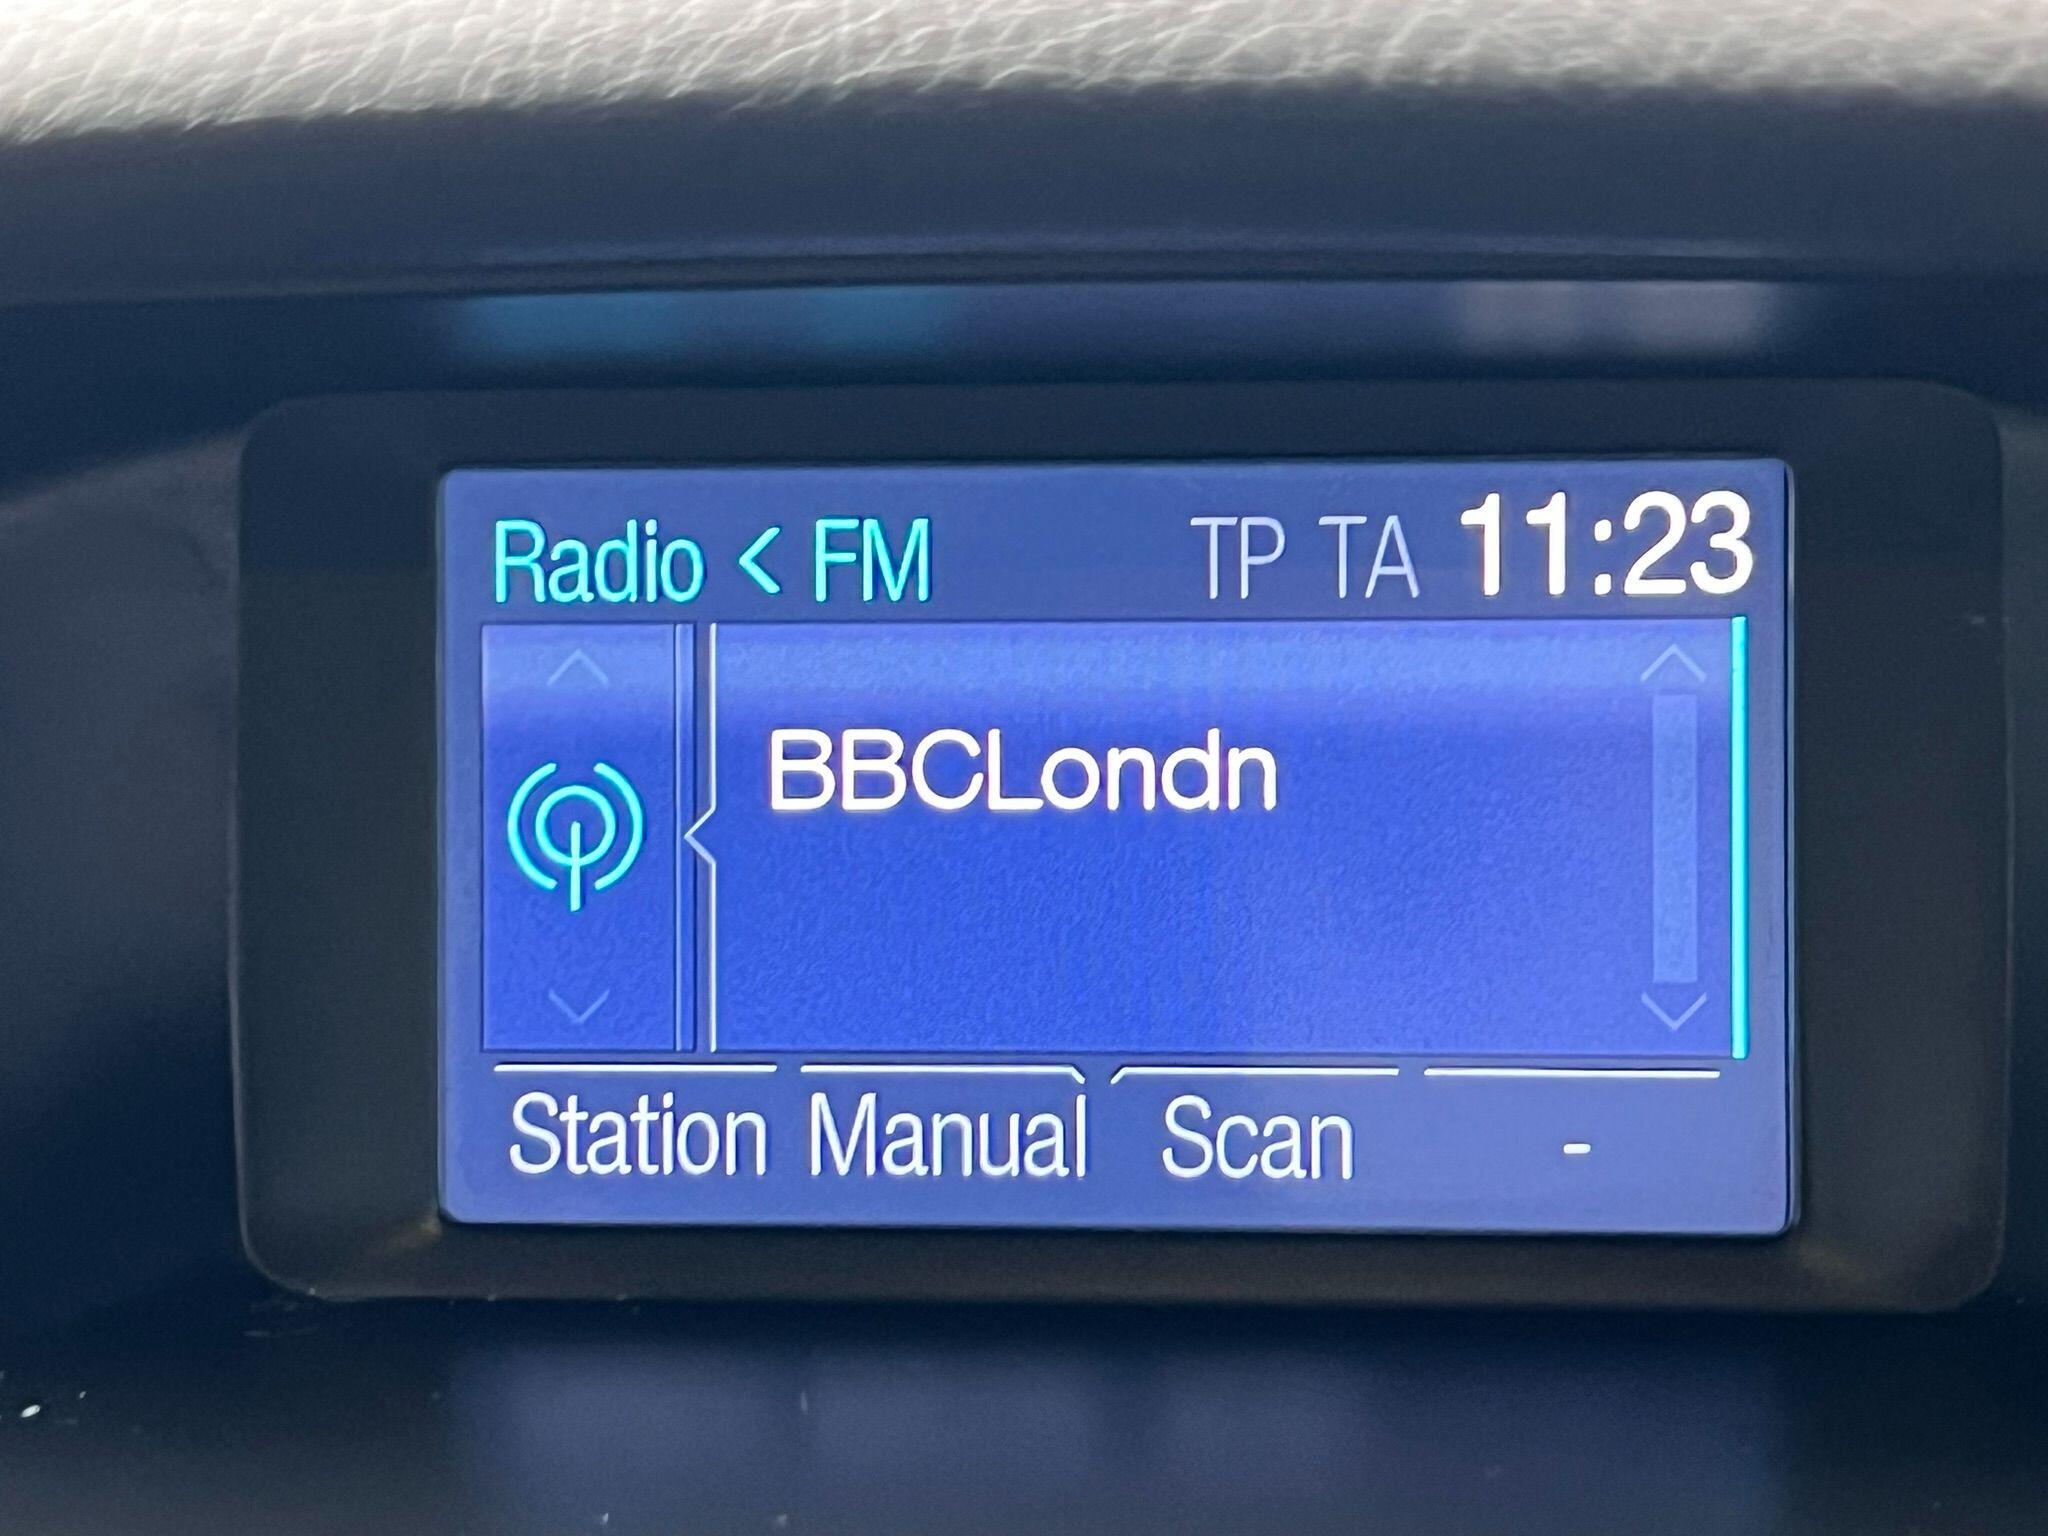 Radio < FM TP TA 11:23
BBCLondn
Station Manual Scan -